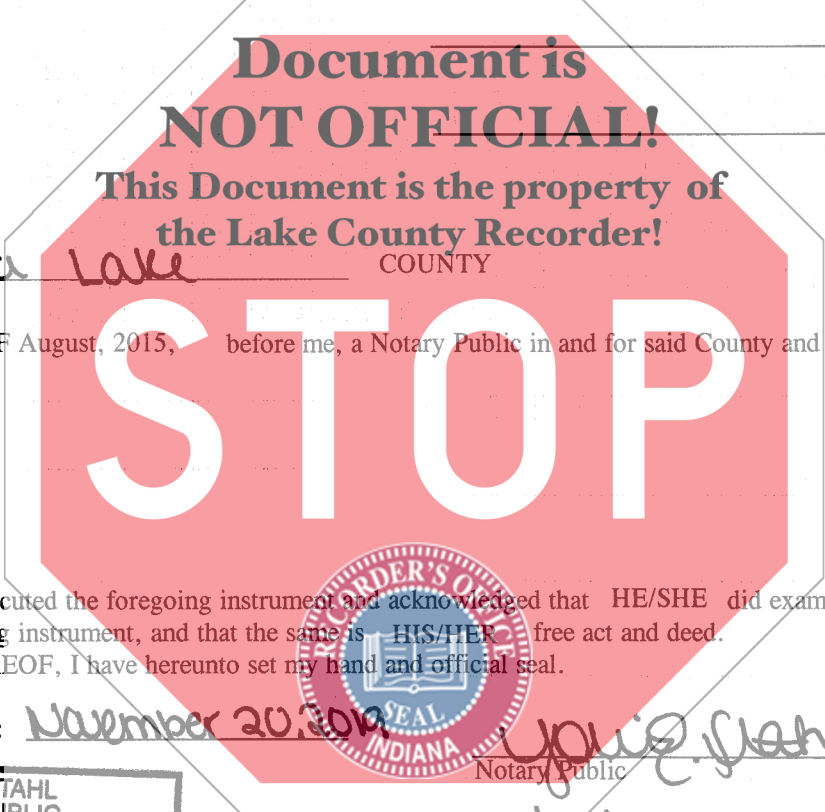 Document is
NOT OFFICIAL!
This Document is the property of
the Lake County Recorder!
Lake COUNTY
August, 2015, before me, a Notary Public in and for said County and
STOP
cuted the foregoing instrument and acknowledged that HE/SHE did exam
g instrument, and that the same is HIS/HER free act and deed.
EOF, I have hereunto set my hand and official seal.
RECORDER'S OFFICE
SEAL
INDIANA
November 20, 2019
Notary Public
TAHL